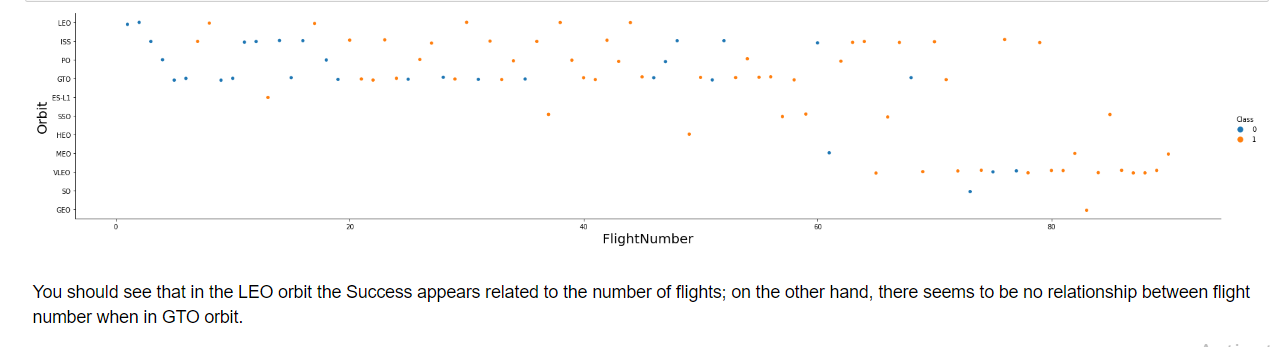 LEO
ISS
PO
GTO
ES-L1
SSO
HEO
MEO
VLEO
SO
GEO
Orbit
0 20 40 60 80
FlightNumber
Class
0
1
You should see that in the LEO orbit the Success appears related to the number of flights; on the other hand, there seems to be no relationship between flight
number when in GTO orbit.